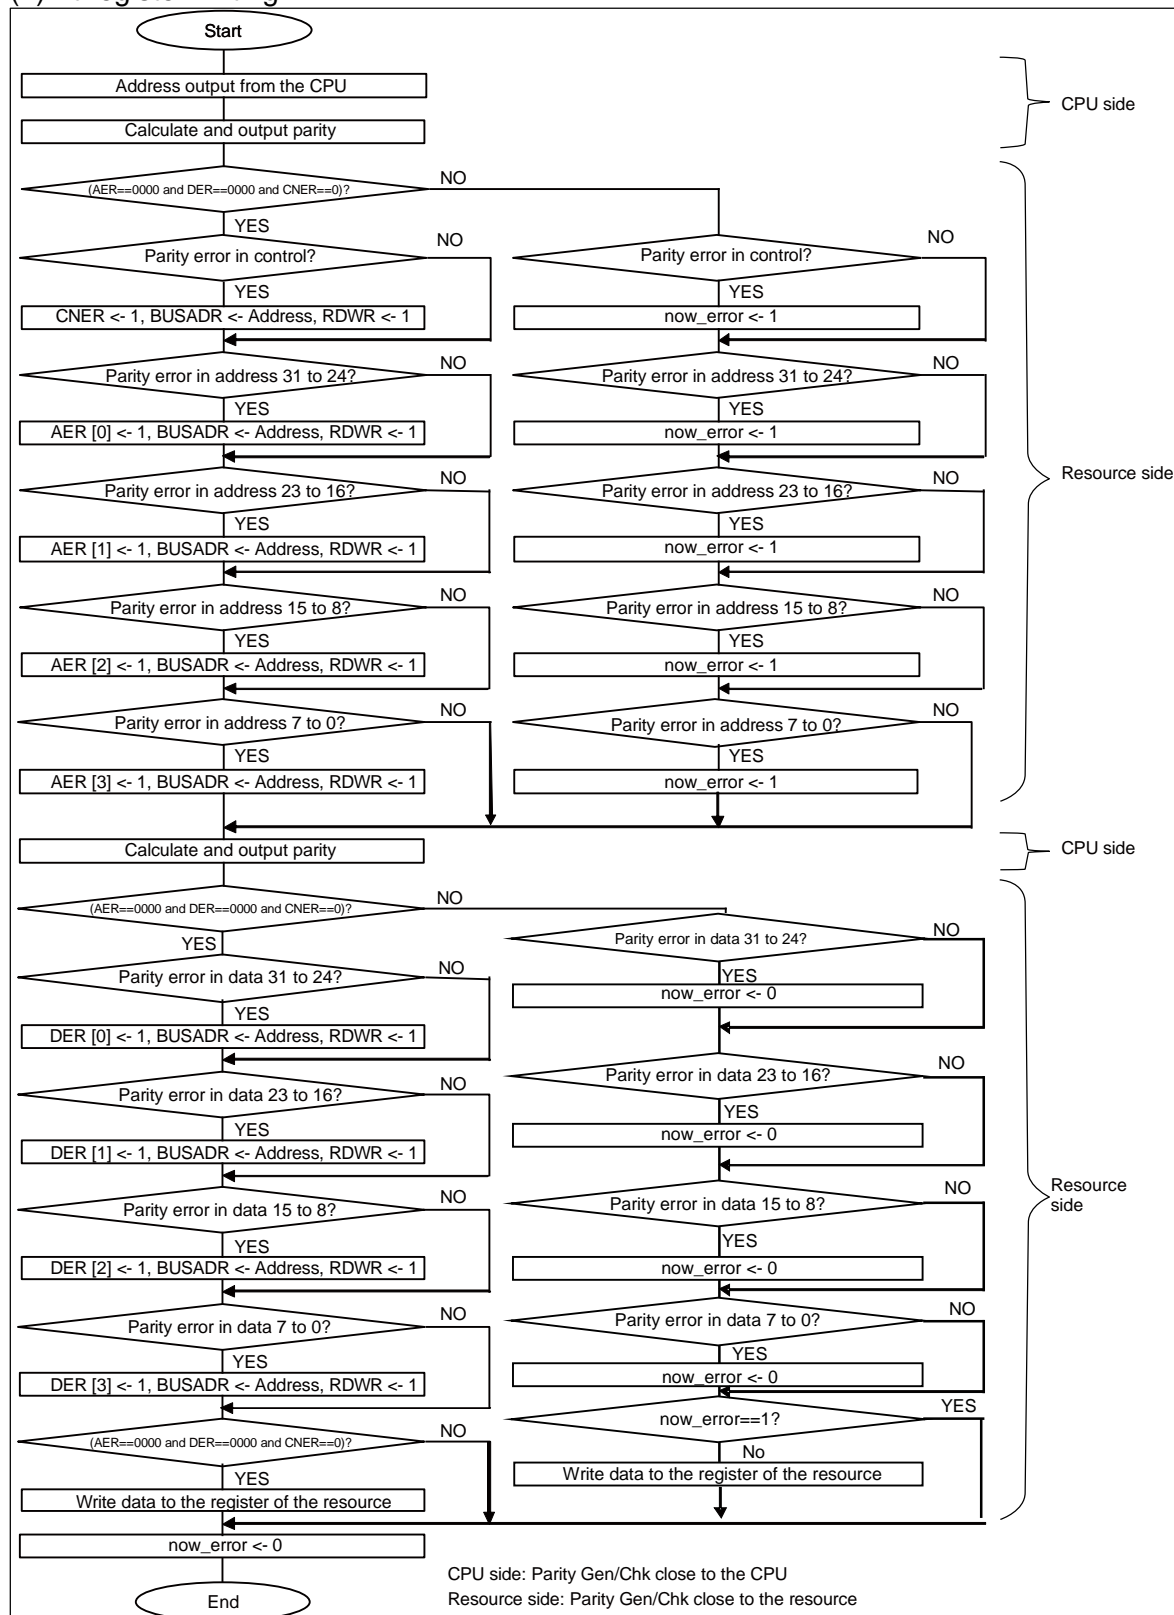 Start
Address output from the CPU
CPU side
Calculate and output parity
(AER==0000 and DER==0000 and CNER==0)?
NO
YES
Parity error in control?
NO
Parity error in control?
NO
YES
YES
CNER <- 1, BUSADR <- Address, RDWR <- 1
now_error <- 1
Parity error in address 31 to 24?
NO
Parity error in address 31 to 24?
NO
YES
YES
AER [0] <- 1, BUSADR <- Address, RDWR <- 1
now_error <- 1
Resource side
Parity error in address 23 to 16?
NO
Parity error in address 23 to 16?
NO
YES
YES
AER [1] <- 1, BUSADR <- Address, RDWR <- 1
now_error <- 1
Parity error in address 15 to 8?
NO
Parity error in address 15 to 8?
NO
YES
YES
AER [2] <- 1, BUSADR <- Address, RDWR <- 1
now_error <- 1
Parity error in address 7 to 0?
NO
Parity error in address 7 to 0?
NO
YES
YES
AER [3] <- 1, BUSADR <- Address, RDWR <- 1
now_error <- 1
Calculate and output parity
CPU side
(AER==0000 and DER==0000 and CNER==0)?
NO
YES
Parity error in data 31 to 24?
NO
Parity error in data 31 to 24?
NO
YES
YES
now_error <- 0
DER [0] <- 1, BUSADR <- Address, RDWR <- 1
Parity error in data 23 to 16?
NO
Parity error in data 23 to 16?
NO
YES
YES
now_error <- 0
DER [1] <- 1, BUSADR <- Address, RDWR <- 1
Resource
side
Parity error in data 15 to 8?
NO
Parity error in data 15 to 8?
NO
YES
YES
DER [2] <- 1, BUSADR <- Address, RDWR <- 1
now_error <- 0
Parity error in data 7 to 0?
NO
Parity error in data 7 to 0?
NO
YES
YES
DER [3] <- 1, BUSADR <- Address, RDWR <- 1
now_error <- 0
now_error==1?
YES
(AER==0000 and DER==0000 and CNER==0)?
NO
No
YES
Write data to the register of the resource
Write data to the register of the resource
now_error <- 0
CPU side: Parity Gen/Chk close to the CPU
End
Resource side: Parity Gen/Chk close to the resource